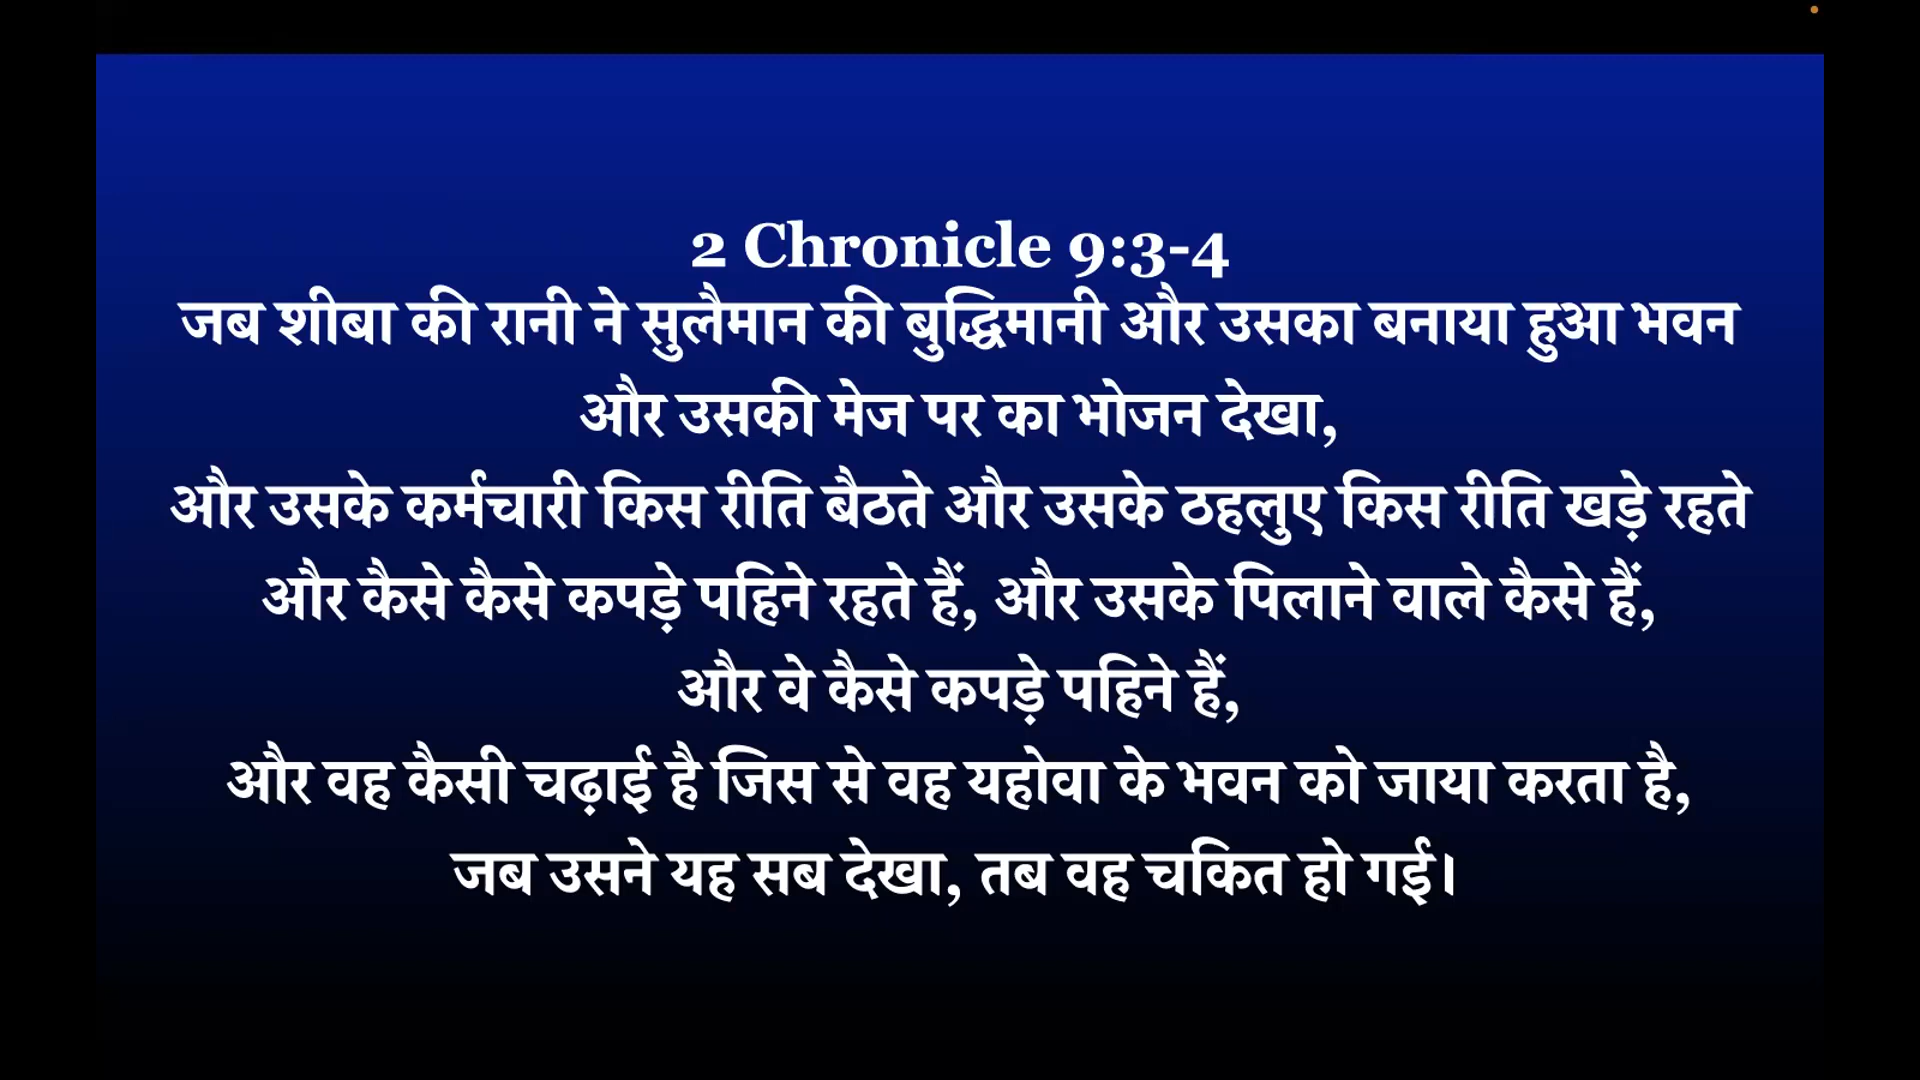 2 Chronicle 9:3-4
जब शीबा की रानी ने सुलैमान की बुद्धिमानी और उसका बनाया हुआ भवन
और उसकी मेज पर का भोजन देखा,
और उसके कर्मचारी किस रीति बैठते और उसके ठहलुए किस रीति खड़े रहते
और कैसे कैसे कपड़े पहिने रहते हैं, और उसके पिलाने वाले कैसे हैं,
और वे कैसे कपड़े पहिने हैं,
और वह कैसी चढ़ाई है जिस से वह यहोवा के भवन को जाया करता है,
जब उसने यह सब देखा, तब वह चकित हो गई।